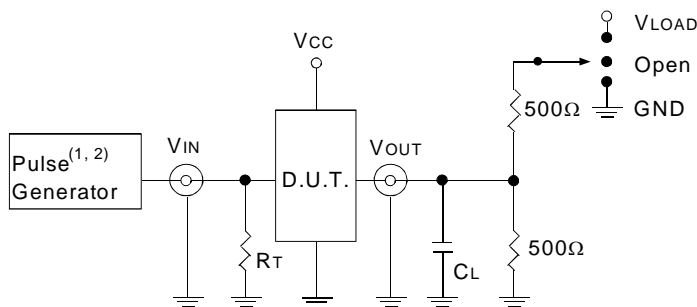 VLOAD
VCC
Open
500Ω
GND
VIN
VOUT
Pulse(1, 2)
Generator
D.U.T.
500Ω
RT
CL